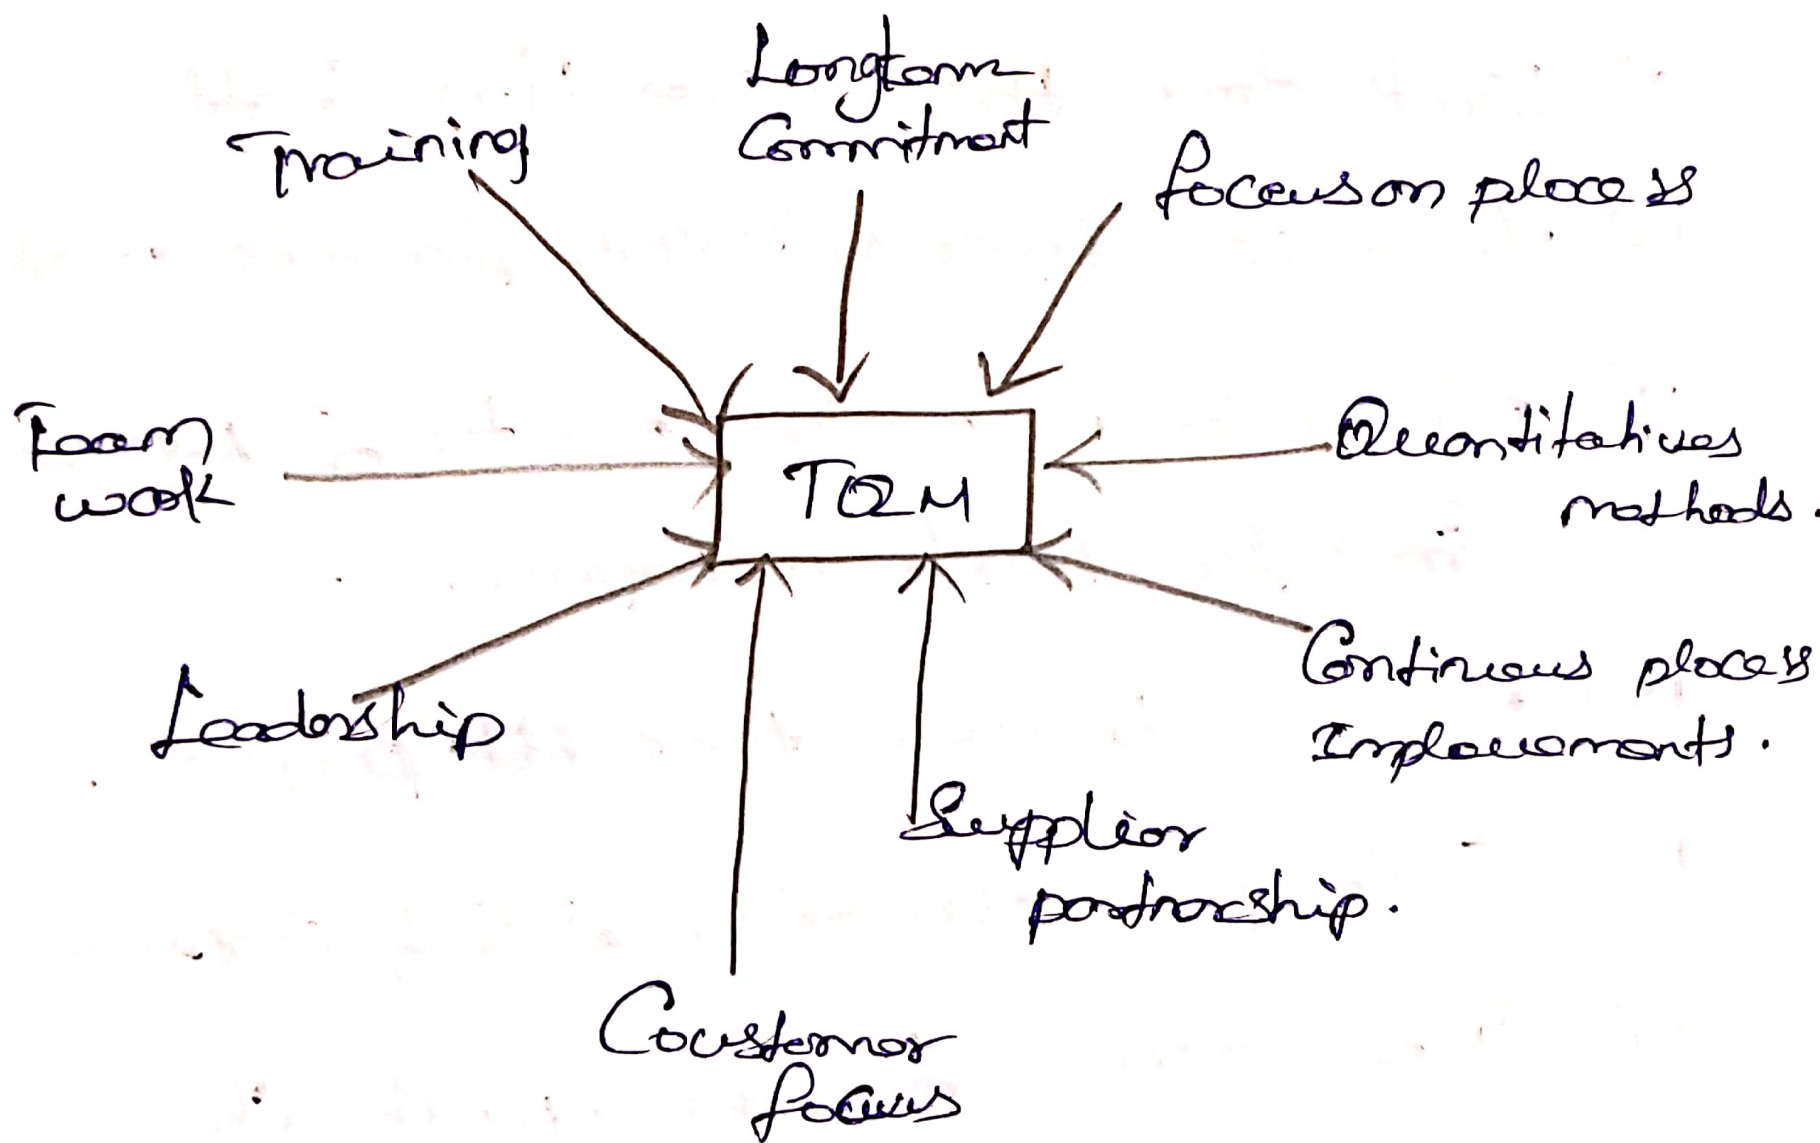 Longterm
Commitment
Training
focus on process
Team
work
Quantitatives
methods.
TQM
Leadership
Continuous process
Improvements.
Supplier
partnership.
Coustomer
focus